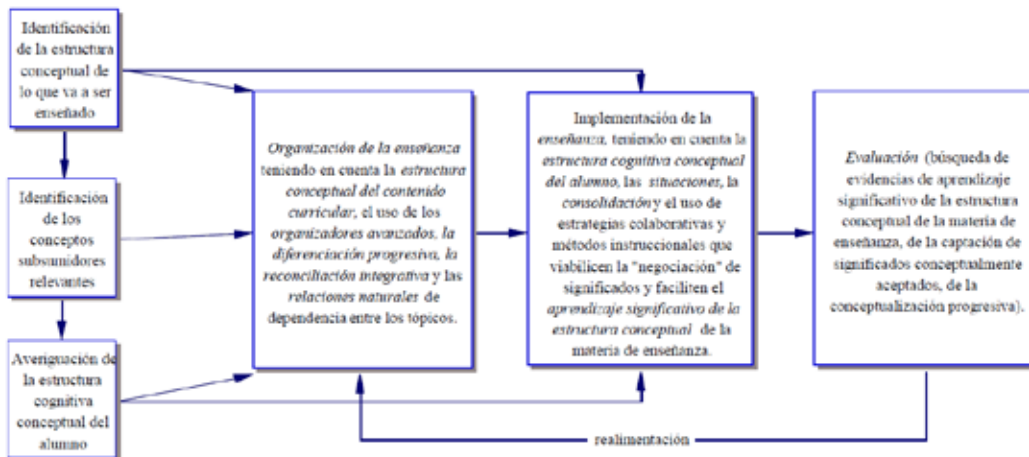 Identificación
de la estructura
conceptual de
lo que va a ser
enseñado
Identificación
de los
conceptos
subsumidores
relevantes
Averiguación de
la estructura
cognitiva
conceptual del
alumno
Organización de la enseñanza
teniendo en cuenta la estructura
conceptual del contenido
curricular, el uso de los
organizadores avanzados, la
diferenciación progresiva, la
reconciliación integrativa y las
relaciones naturales de
dependencia entre los tópicos.
Implementación de la
enseñanza, teniendo en cuenta la
estructura cognitiva conceptual
del alumno, las situaciones, la
consolidación y el uso de
estrategias colaborativas y
métodos instruccionales que
viabilicen la "negociación" de
significados y faciliten el
aprendizaje significativo de la
estructura conceptual de la
materia de enseñanza.
Evaluación (búsqueda de
evidencias de aprendizaje
significativo de la estructura
conceptual de la materia de
enseñanza, de la captación de
significados conceptualmente
aceptados, de la
conceptualización progresiva).
realimentación